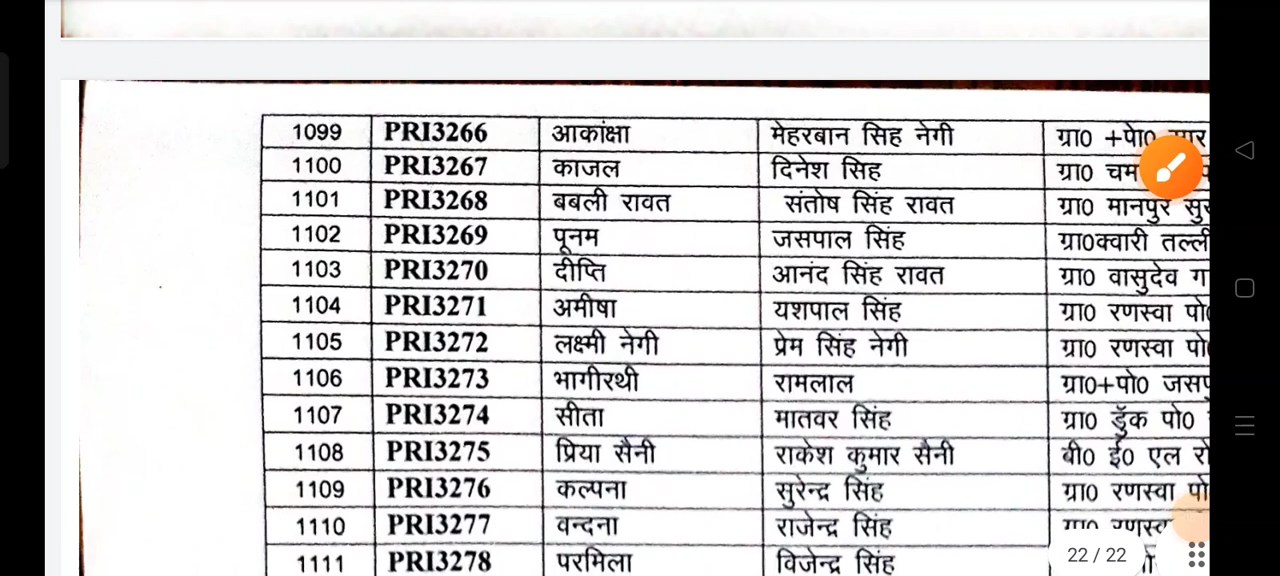 1099 PRI3266 आकांक्षा मेहरबान सिह नेगी ग्रा0 +पेा0
1100 PRI3267 काजल दिनेश सिह ग्रा0
1101 PRI3268 बबली रावत संतोष सिंह रावत ग्रा0 मानपुर
1102 PRI3269 पूनम जसपाल सिंह ग्रा0क्वारी तल्ली
1103 PRI3270 दीप्ति आनंद सिंह रावत ग्रा0 वासुदेव
1104 PRI3271 अमीषा यशपाल सिंह ग्रा0 रणस्वा पो0
1105 PRI3272 लक्ष्मी नेगी प्रेम सिंह नेगी ग्रा0 रणस्वा पो0
1106 PRI3273 भागीरथी रामलाल ग्रा0+पो0
1107 PRI3274 सीता मातवर सिंह ग्रा0 डुँक पो0
1108 PRI3275 प्रिया सैनी राकेश कुमार सैनी बी0 ई0 एल
1109 PRI3276 कल्पना सुरेन्द्र सिंह ग्रा0 रणस्वा पो
1110 PRI3277 वन्दना राजेन्द्र सिंह
1111 PRI3278 परमिला विजेन्द्र सिंह
22 / 22